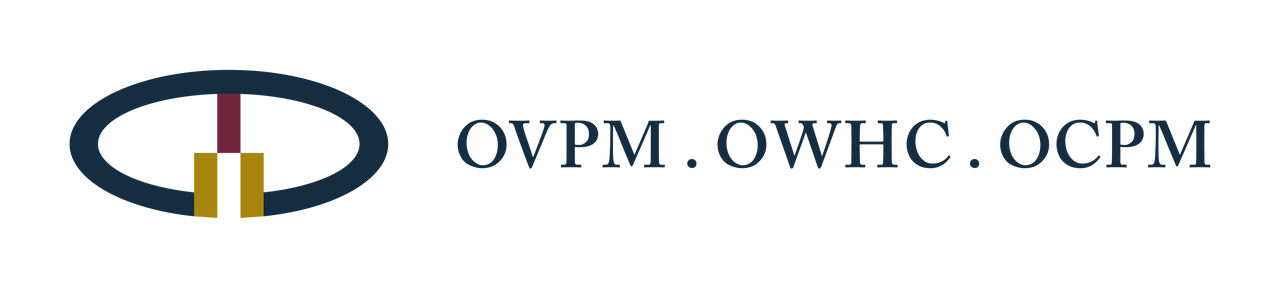 OVPM . OWHC . OCPM